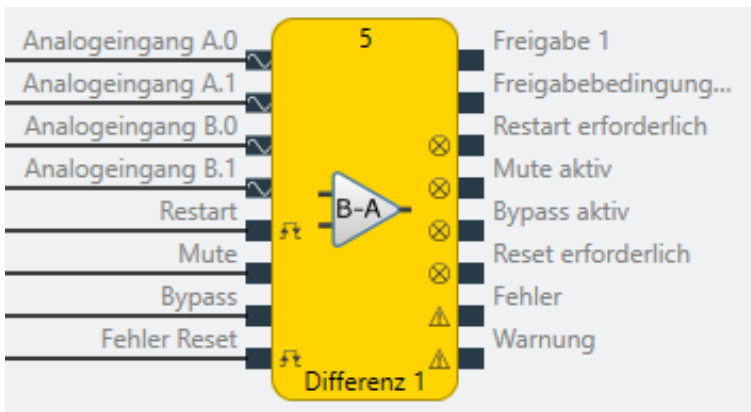 5
Analogeingang A.0
Analogeingang A.1
Analogeingang B.0
Analogeingang B.1
Restart
Mute
Bypass
Fehler Reset
B-A
Differenz 1
Freigabe 1
Freigabebedingung...
Restart erforderlich
Mute aktiv
Bypass aktiv
Reset erforderlich
Fehler
Warnung